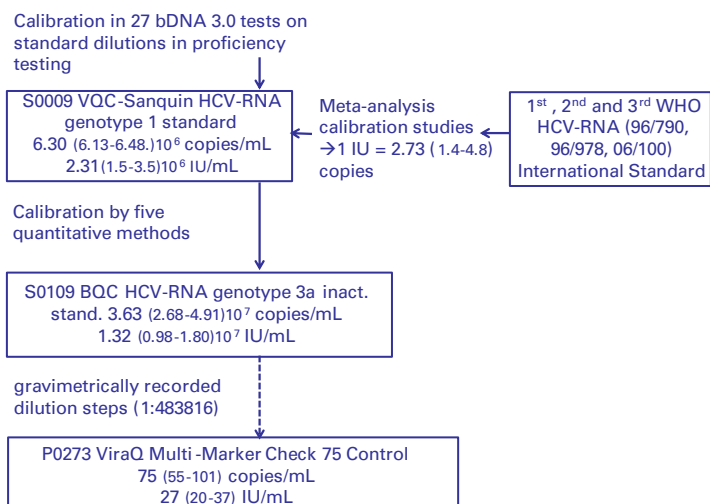 Calibration in 27 bDNA 3.0 tests on
standard dilutions in proficiency
testing
S0009 VQC-Sanquin HCV-RNA
genotype 1 standard
6.30 (6.13-6.48.)10⁶ copies/mL
2.31(1.5-3.5)10⁶ IU/mL
Meta-analysis
calibration studies
→1 IU = 2.73 (1.4-4.8)
copies
1st , 2nd and 3rd WHO
HCV-RNA (96/790,
96/978, 06/100)
International Standard
Calibration by five
quantitative methods
S0109 BQC HCV-RNA genotype 3a inact.
stand. 3.63 (2.68-4.91)10⁷ copies/mL
1.32 (0.98-1.80)10⁷ IU/mL
gravimetrically recorded
dilution steps (1:483816)
P0273 ViraQ Multi-Marker Check 75 Control
75 (55-101) copies/mL
27 (20-37) IU/mL